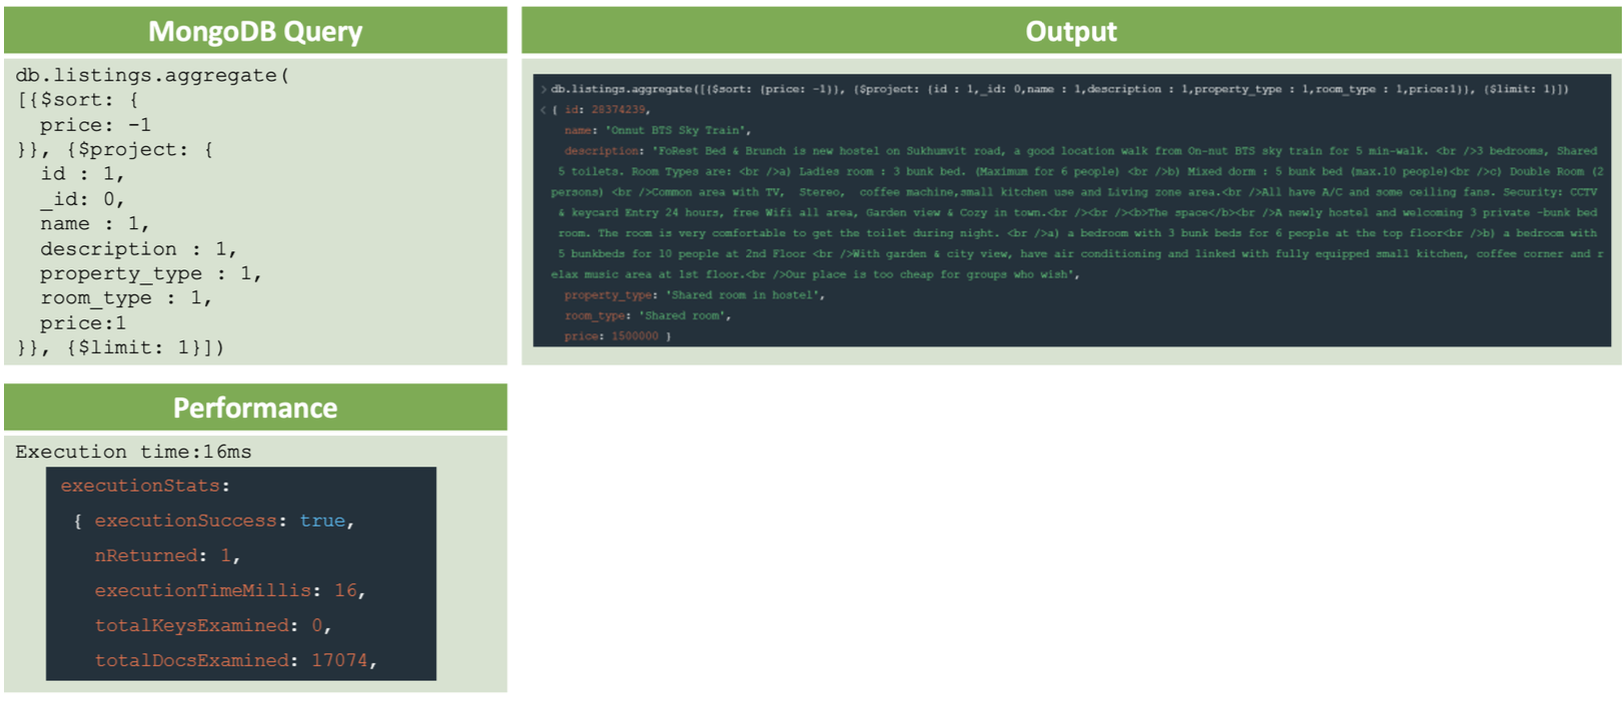 MongoDB Query
db.listings.aggregate(
[{$sort: {
price: -1
}}, {$project: {
id : 1,
_id: 0,
name : 1,
description : 1,
property_type : 1,
room_type : 1,
price:1
}}, {$limit: 1}])
Output
> db.listings.aggregate([{$sort: {price: -1}}, {$project: {id : 1,_id: 0,name : 1,description : 1,property_type : 1,room_type : 1,price:1}}, {$limit: 1}])
< { id: 28374239,
name: 'Onnut BTS Sky Train',
description: 'FoRest Bed & Brunch is new hostel on Sukhumvit road, a good location walk from On-nut BTS sky train for 5 min-walk. <br />3 bedrooms, Shared
5 toilets. Room Types are: <br />a) Ladies room : 3 bunk bed. (Maximum for 6 people) <br />b) Mixed dorm : 5 bunk bed (max.10 people)<br />c) Double Room (2
persons) <br />Common area with TV, Stereo, coffee machine,small kitchen use and Living zone area.<br />All have A/C and some ceiling fans. Security: CCTV
& keycard Entry 24 hours, free Wifi all area, Garden view & Cozy in town.<br /><br /><b>The space</b><br />A newly hostel and welcoming 3 private -bunk bed
room. The room is very comfortable to get the toilet during night. <br />a) a bedroom with 3 bunk beds for 6 people at the top floor<br />b) a bedroom with
5 bunkbeds for 10 people at 2nd Floor <br />With garden & city view, have air conditioning and linked with fully equipped small kitchen, coffee corner and r
elax music area at 1st floor.<br />Our place is too cheap for groups who wish',
property_type: 'Shared room in hostel',
room_type: 'Shared room',
price: 1500000 }
Performance
Execution time:16ms
executionStats:
{ executionSuccess: true,
nReturned: 1,
executionTimeMillis: 16,
totalKeysExamined: 0,
totalDocsExamined: 17074,